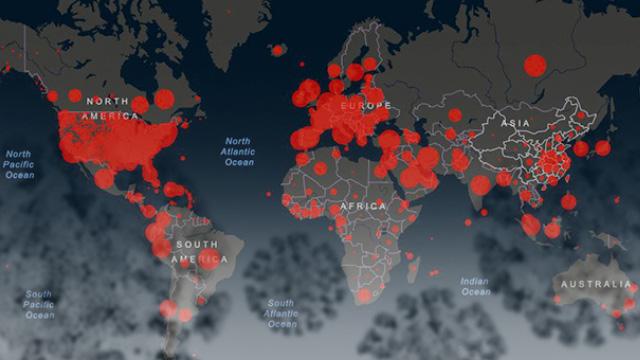 NORTH
AMERICA
EUROPE
ASIA
North
Pacific
Ocean
North
Atlantic
Ocean
AFRICA
SOUTH
AMERICA
Indian
Ocean
AUSTRALIA
South
Pacific
Ocean
South
Atlantic
Ocean